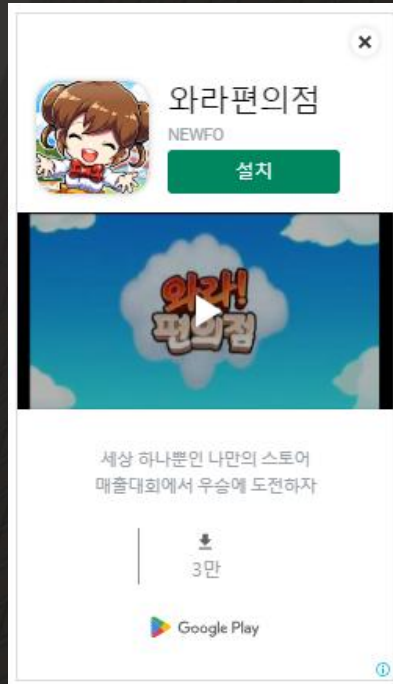 와라편의점
NEWFO
설치
와라!
편의점
세상 하나뿐인 나만의 스토어
매출대회에서 우승에 도전하자
3만
Google Play